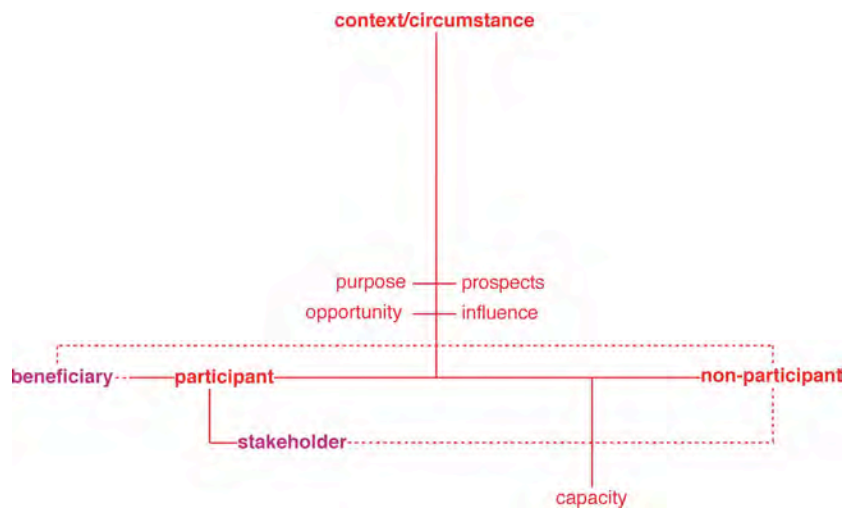 context/circumstance
purpose prospects
opportunity influence
beneficiary participant non-participant
stakeholder
capacity